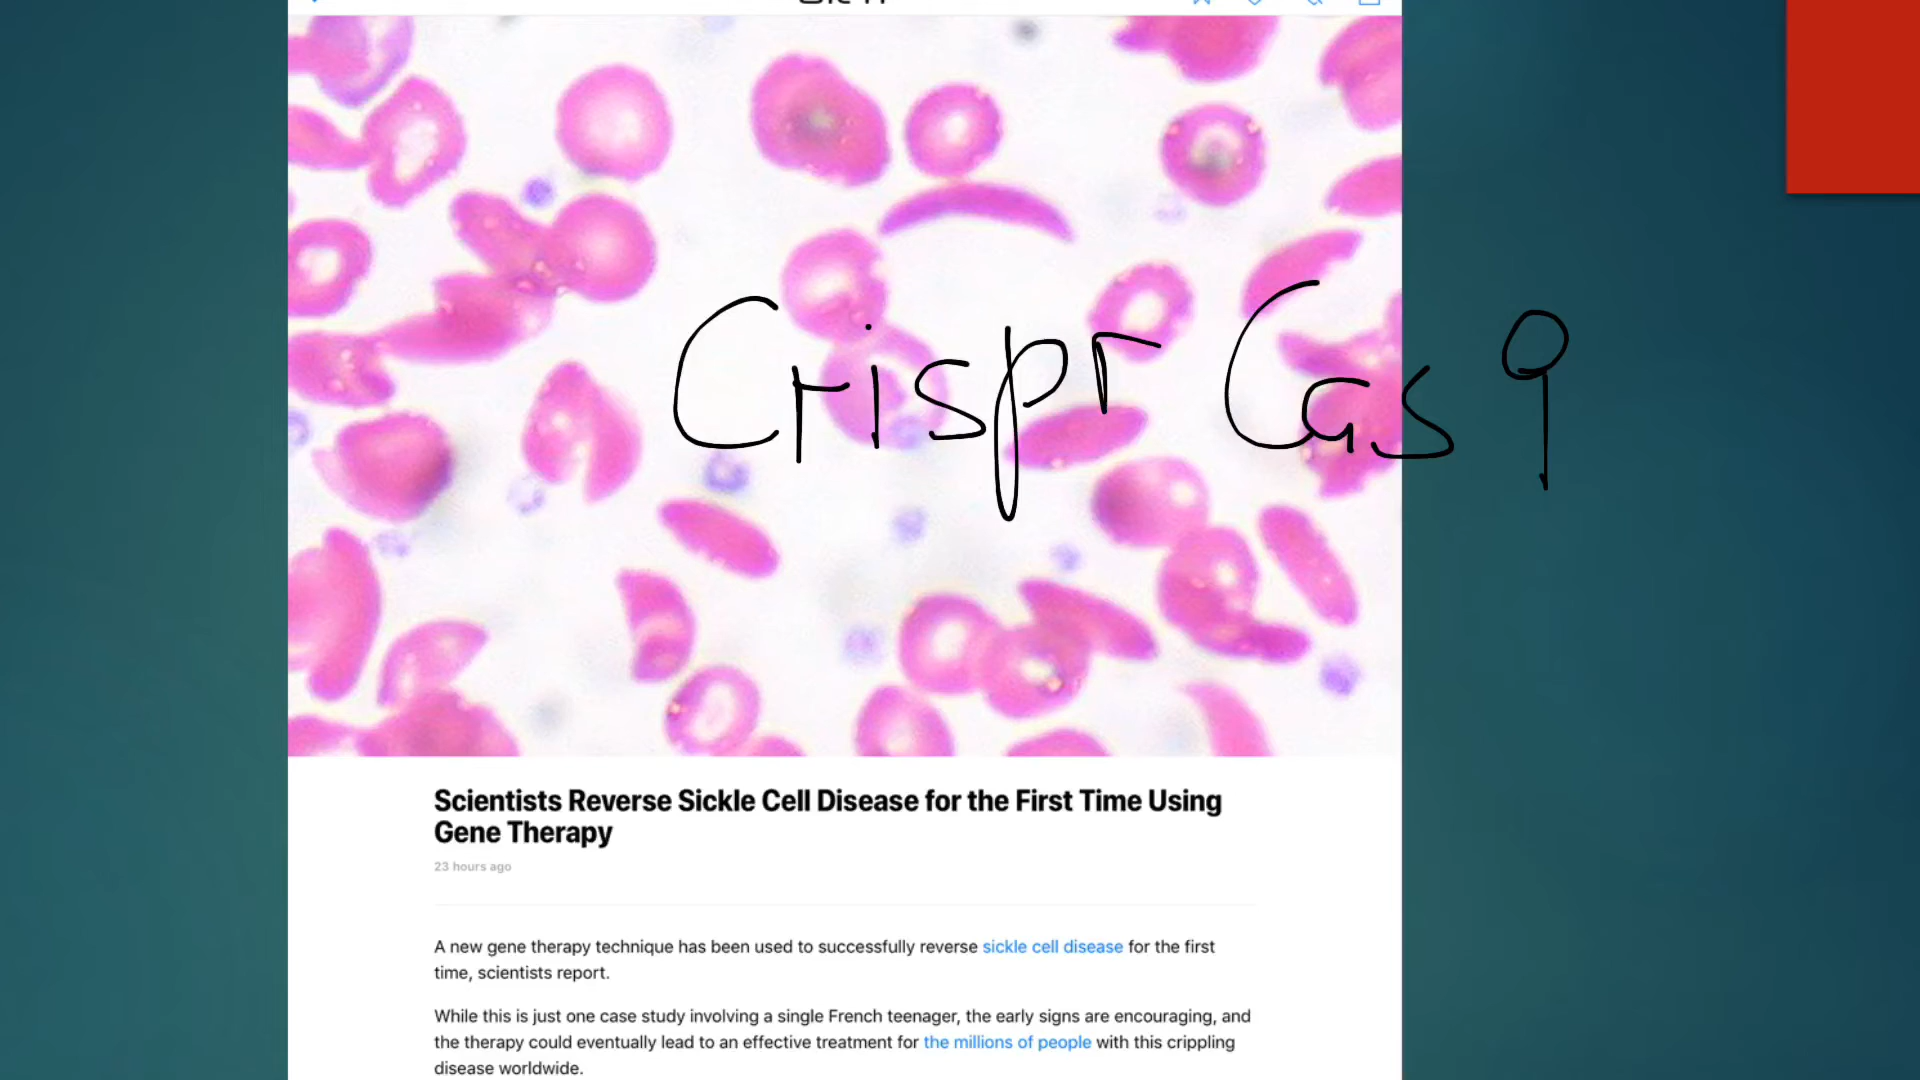 Crispr Cas 9
Scientists Reverse Sickle Cell Disease for the First Time Using
Gene Therapy
23 hours ago
A new gene therapy technique has been used to successfully reverse sickle cell disease for the first
time, scientists report.
While this is just one case study involving a single French teenager, the early signs are encouraging, and
the therapy could eventually lead to an effective treatment for the millions of people with this crippling
disease worldwide.